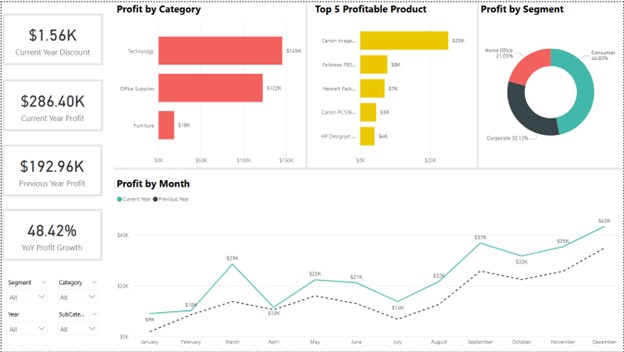 $1.56K
Current Year Discount
$286.40K
Current Year Profit
$192.96K
Previous Year Profit
48.42%
YoY Profit Growth
Segment
Category
All
All
Year
SubCate...
All
All
Profit by Category
Technology
$145K
Office Supplies
$122K
Furniture
$18K
$0K
$50K
$100K
$150K
Top 5 Profitable Product
Canon image...
$25K
Fellowes PB5...
$8K
Hewlett Pack...
$7K
Canon PC106...
$5K
HP Designjet ...
$4K
$0K
$20K
Profit by Segment
Home Office
21.05%
Consumer
46.83%
Corporate 32.12%
Profit by Month
Current Year
Previous Year
$40K
$20K
$0K
$9K
$10K
$29K
$12K
$22K
$21K
$14K
$22K
$37K
$32K
$35K
$43K
January
February
March
April
May
June
July
August
September
October
November
December